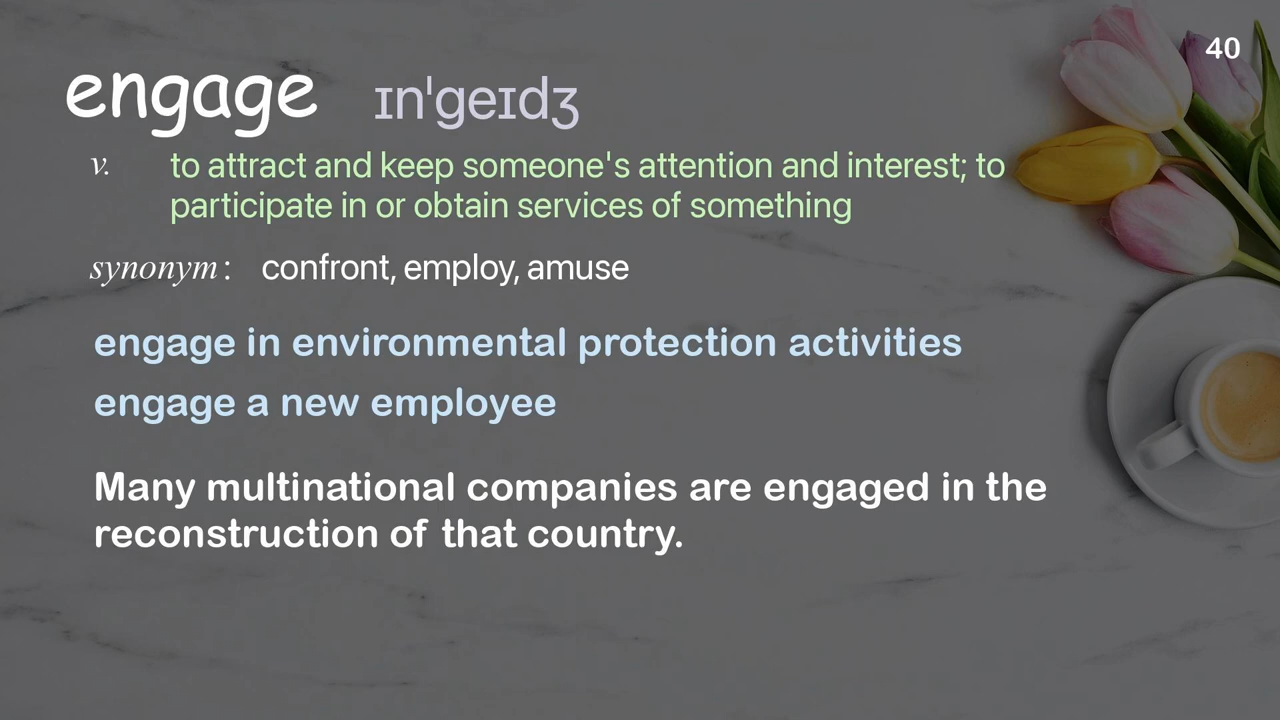 40
engage ɪn'geɪdʒ
v. to attract and keep someone's attention and interest; to
participate in or obtain services of something
synonym: confront, employ, amuse
engage in environmental protection activities
engage a new employee
Many multinational companies are engaged in the
reconstruction of that country.